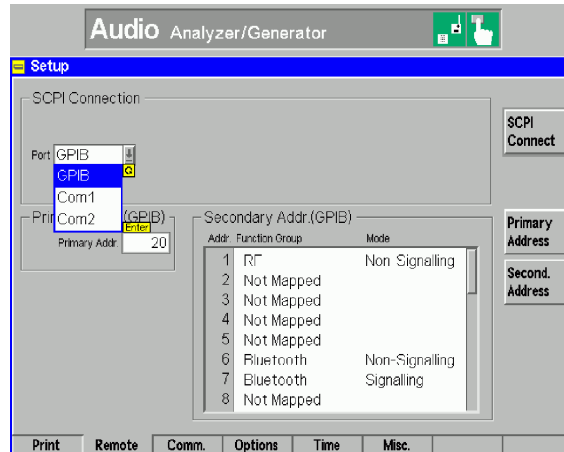 Audio Analyzer/Generator
Setup
SCPI Connection
Port GPIB
G
GPIB
Com1
Com2
SCPI
Connect
Prim (GPIB)
Enter
Primary Addr. 20
Secondary Addr.(GPIB)
Addr. Function Group Mode
1 RF Non Signalling
2 Not Mapped
3 Not Mapped
4 Not Mapped
5 Not Mapped
6 Bluetooth Non-Signalling
7 Bluetooth Signalling
8 Not Mapped
Primary
Address
Second.
Address
Print Remote Comm. Options Time Misc.